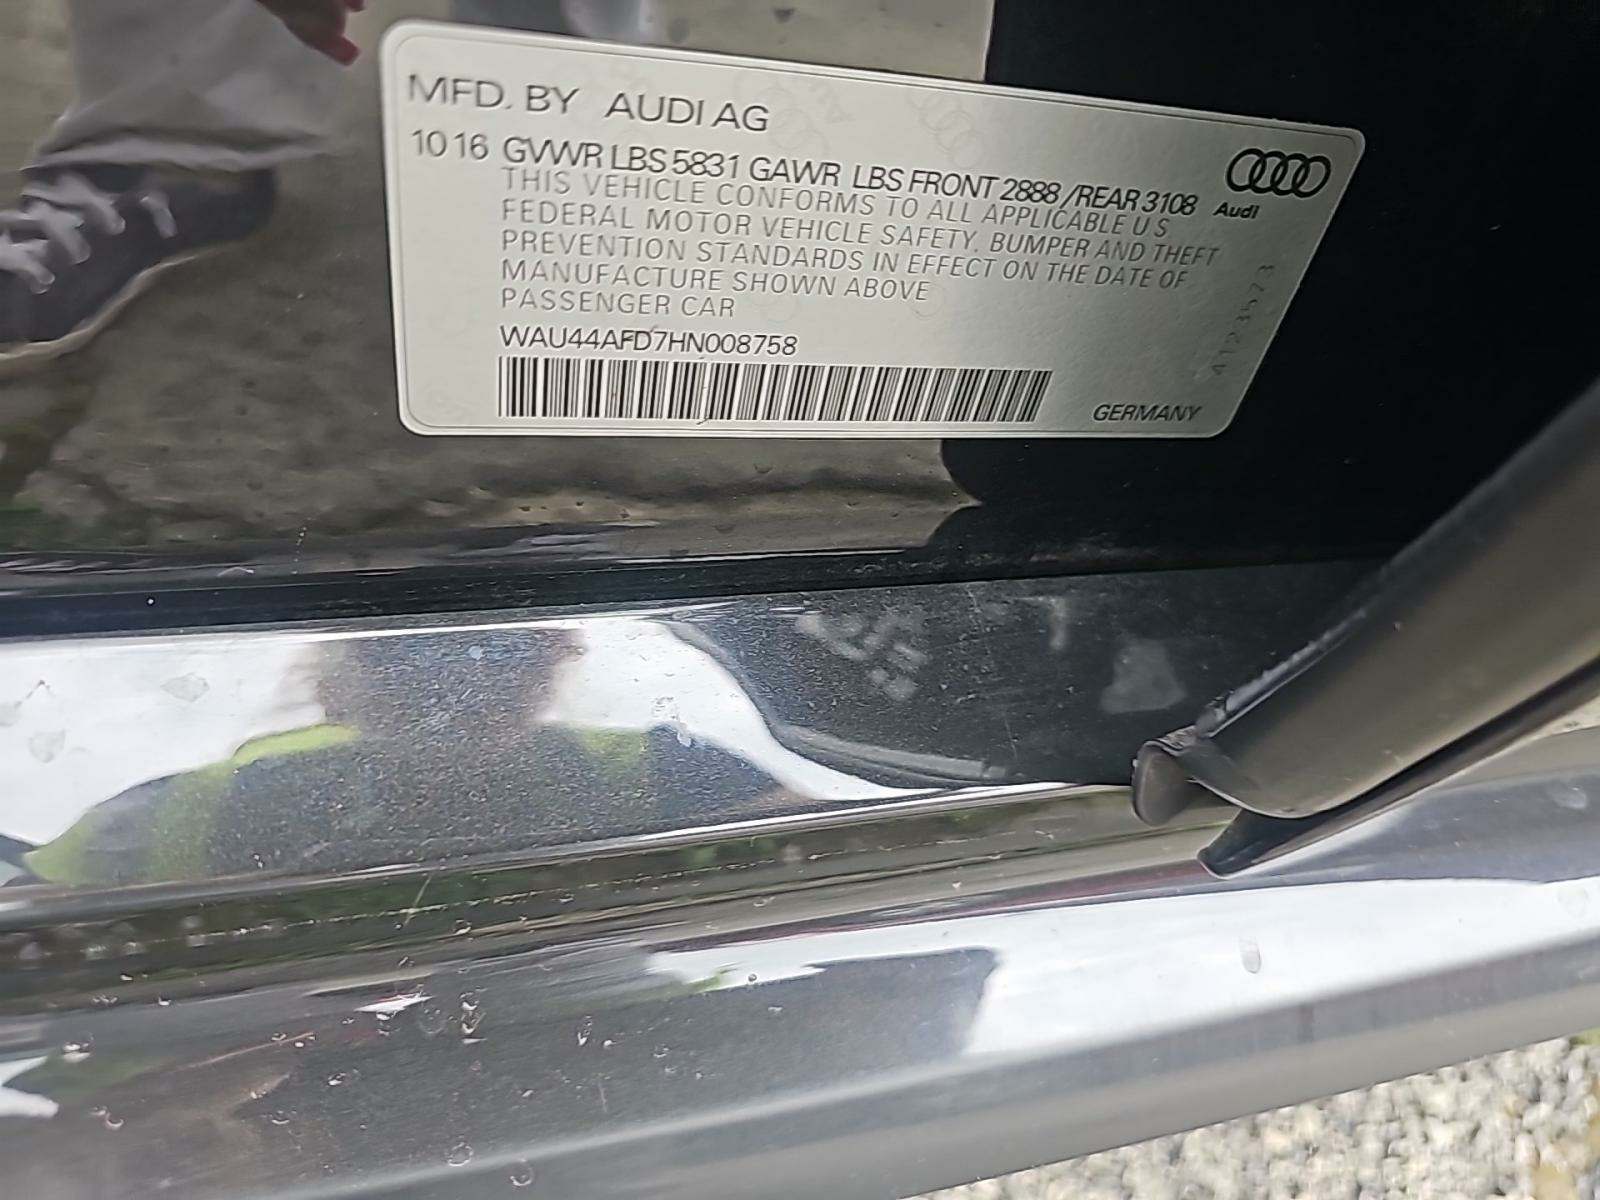 MFD. BY AUDI AG
10 16 GVWR LBS 5831 GAWR LBS FRONT 2888 /REAR 3108
THIS VEHICLE CONFORMS TO ALL APPLICABLE U S
FEDERAL MOTOR VEHICLE SAFETY, BUMPER AND THEFT
PREVENTION STANDARDS IN EFFECT ON THE DATE OF
MANUFACTURE SHOWN ABOVE
PASSENGER CAR
WAU44AFD7HN008758
Audi
GERMANY